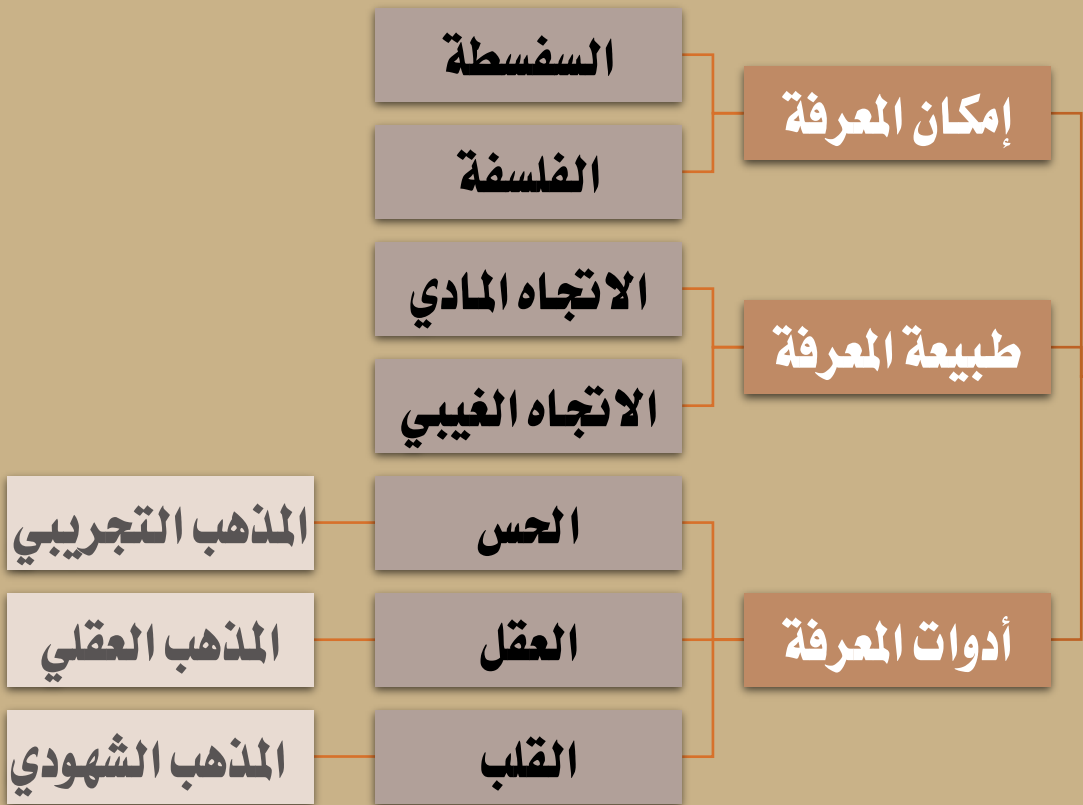 إمكان المعرفة
السفسطة
الفلسفة
طبيعة المعرفة
الاتجاه المادي
الاتجاه الغيبي
أدوات المعرفة
الحس
المذهب التجريبي
العقل
المذهب العقلي
القلب
المذهب الشهودي